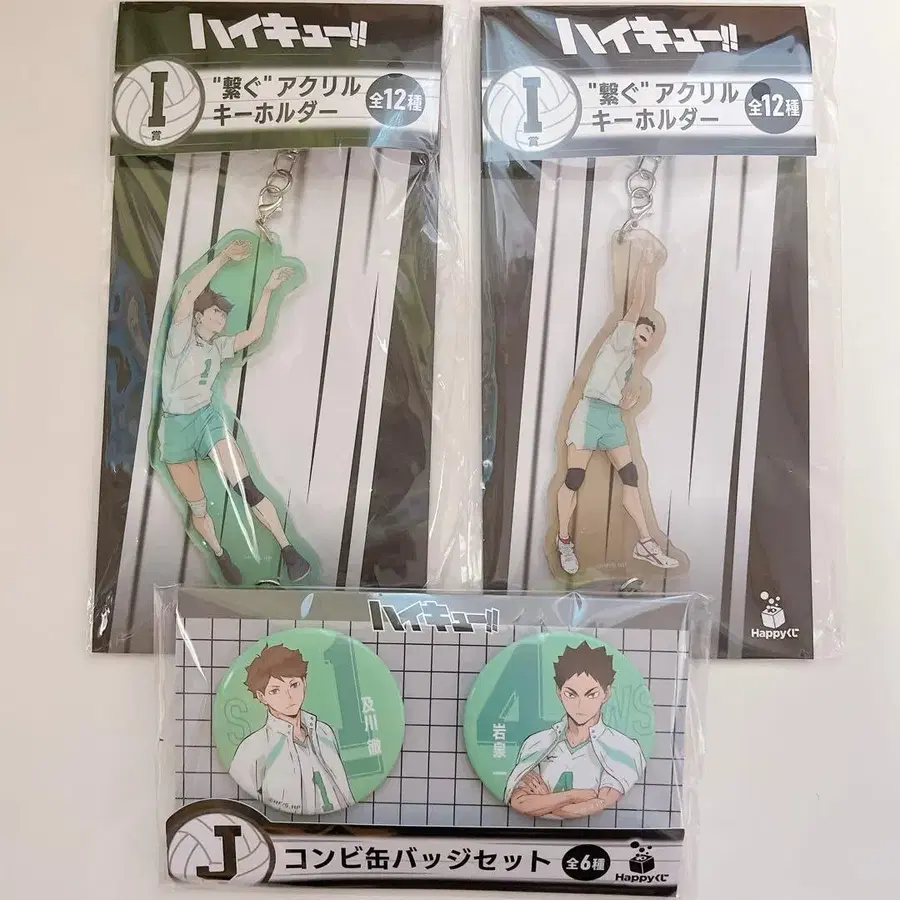 ハイキュー!!
I
賞
"繋ぐ"アクリル
キーホルダー
全12種
1
ハイキュー!!
I
賞
"繋ぐ"アクリル
キーホルダー
全12種
Happyくじ
ハイキュー!!
1
及川 徹
1
4
岩泉 一
4
J
コンビ缶バッジセット
全6種
Happyくじ